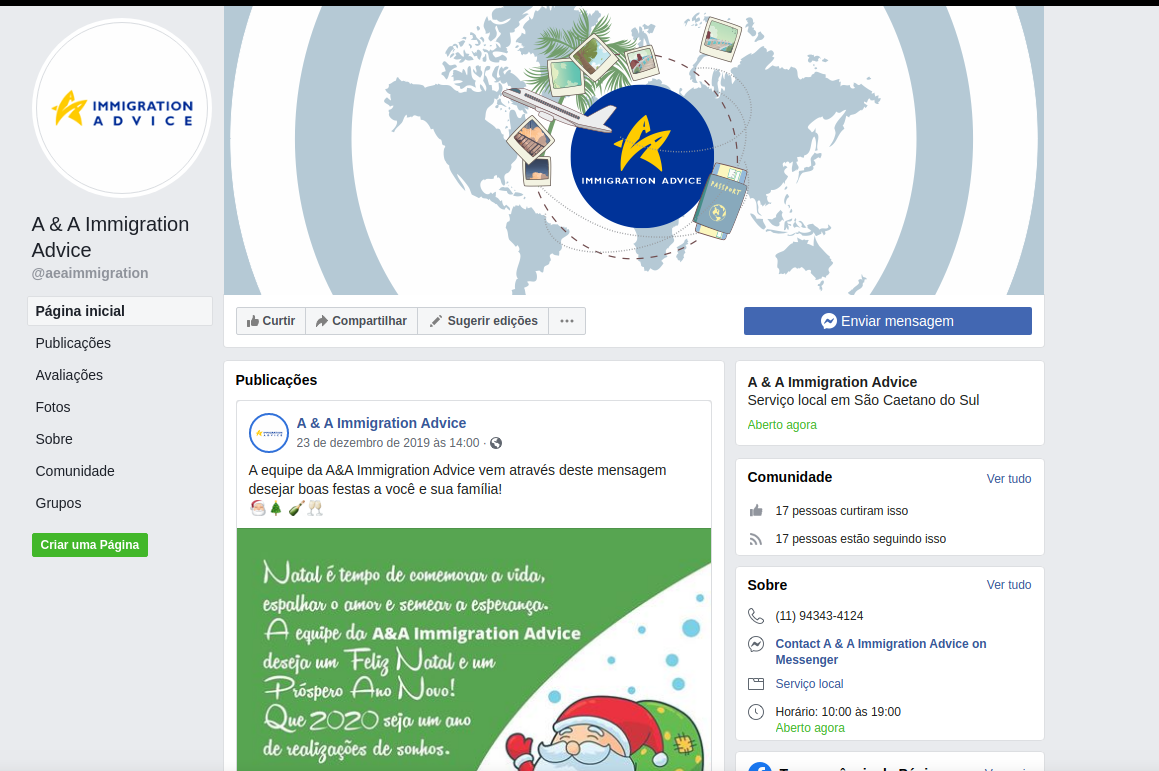 IMMIGRATION
ADVICE
A & A Immigration
Advice
@aeaimmigration
Página inicial
Publicações
Avaliações
Fotos
Sobre
Comunidade
Grupos
Criar uma Página
IMMIGRATION ADVICE
PASSPORT
Curtir
Compartilhar
Sugerir edições
Enviar mensagem
Publicações
A & A Immigration Advice
23 de dezembro de 2019 às 14:00 ·
A equipe da A&A Immigration Advice vem através deste mensagem
desejar boas festas a você e sua família!
Natal é tempo de comemorar a vida,
espalhar o amor e semear a esperança.
A equipe da A&A Immigration Advice
deseja um Feliz Natal e um
Próspero Ano Novo!
Que 2020 seja um ano
de realizações de sonhos.
A & A Immigration Advice
Serviço local em São Caetano do Sul
Aberto agora
Comunidade
Ver tudo
17 pessoas curtiram isso
17 pessoas estão seguindo isso
Sobre
Ver tudo
(11) 94343-4124
Contact A & A Immigration Advice on
Messenger
Serviço local
Horário: 10:00 às 19:00
Aberto agora